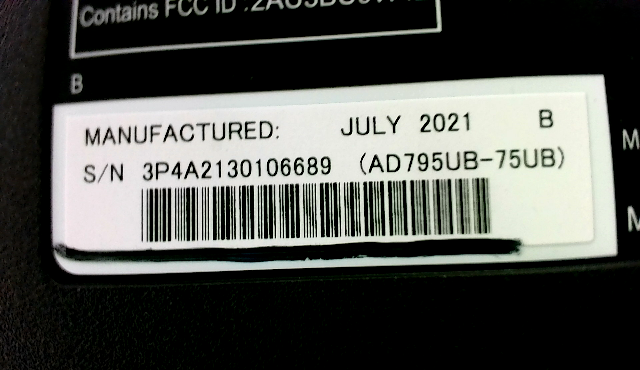 Contains FCC ID
B
MANUFACTURED: JULY 2021 B
S/N 3P4A2130106689 (AD795UB-75UB)